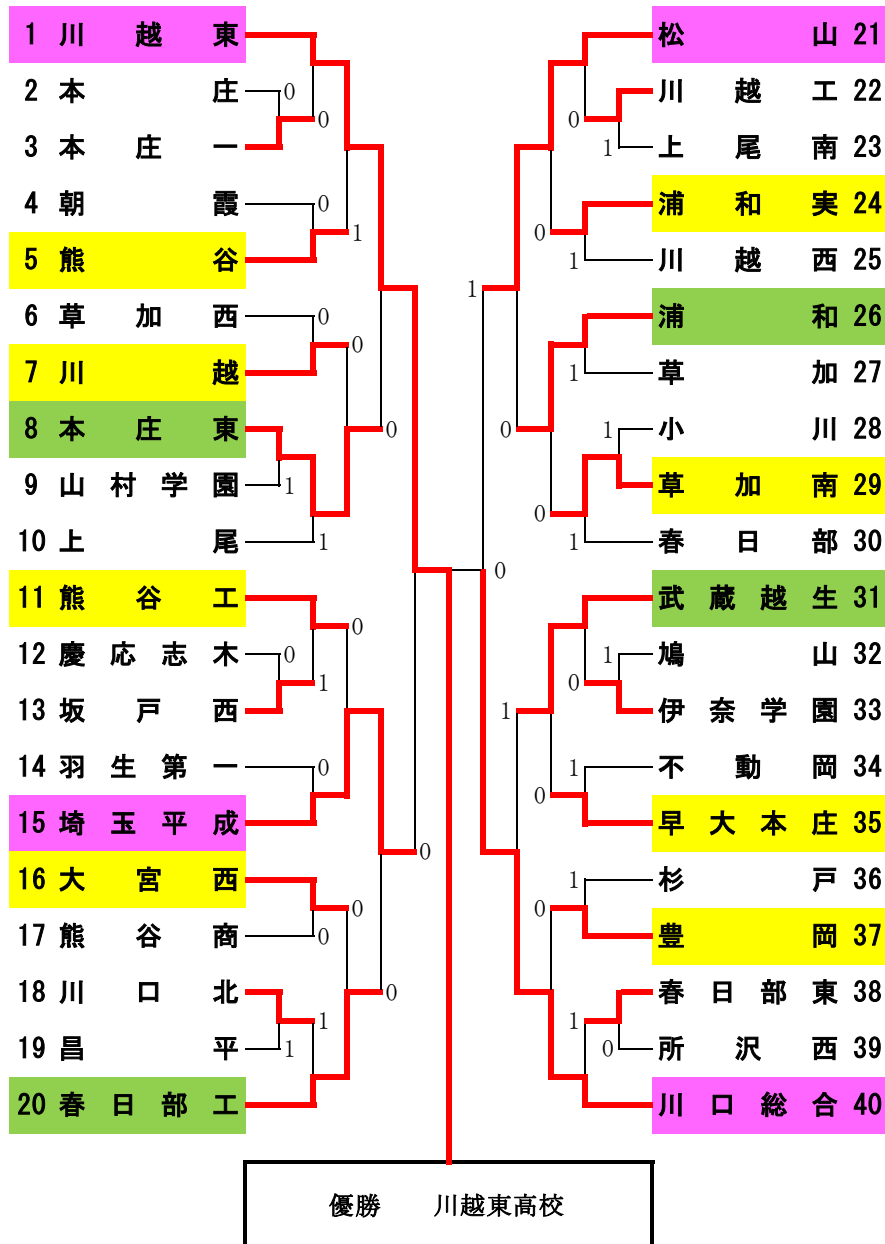 1 川越東
2 本庄
3 本庄一
4 朝霞
5 熊谷
6 草加西
7 川越
8 本庄東
9 山村学園
10 上尾
11 熊谷工
12 慶応志木
13 坂戸西
14 羽生第一
15 埼玉平成
16 大宮西
17 熊谷商
18 川口北
19 昌平
20 春日部工
0
0
0
1
0
0
0
1
1
0
0
1
0
0
0
0
0
1
1
松山 21
川越工 22
上尾南 23
浦和実 24
川越西 25
浦和 26
草加 27
小川 28
草加南 29
春日部 30
武蔵越生 31
鳩山 32
伊奈学園 33
不動岡 34
早大本庄 35
杉戸 36
豊岡 37
春日部東 38
所沢西 39
川口総合 40
0
1
0
1
1
1
0
1
0
1
0
1
0
1
1
0
1
0
1
0
優勝 川越東高校